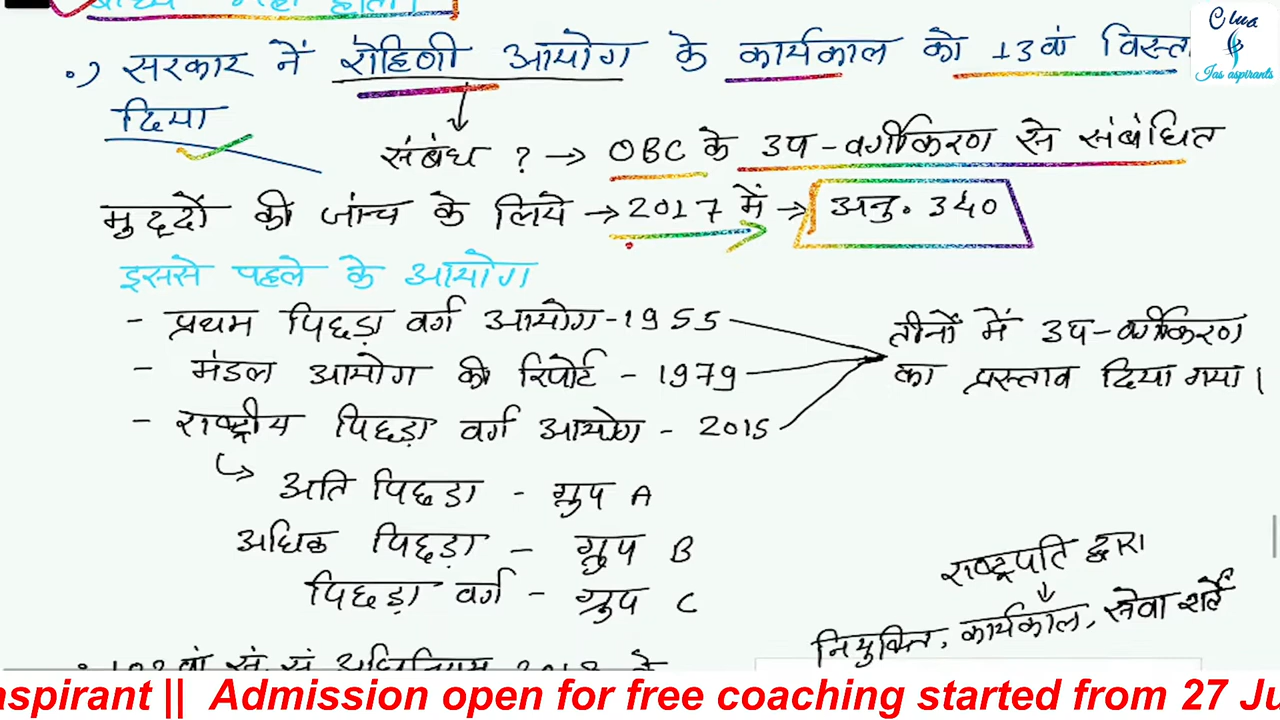 बाध्य नहीं होता।
Club
Ias aspirants
•) सरकार नें रोहिणी आयोग के कार्यकाल को 13वां विस्ता
दिया
संबंध ? → OBC के उप-वर्गीकरण से संबंधित
मुद्दों की जांच के लिये → 2017 में → अनु. 340
इससे पहले के आयोग
- प्रथम पिछड़ा वर्ग आयोग-1955
- मंडल आयोग की रिपोर्ट - 1979
- राष्ट्रीय पिछड़ा वर्ग आयोग - 2015
तीनों में उप-वर्गीकरण
का प्रस्ताव दिया गया।
अति पिछडा - ग्रुप A
अधिक पिछड़ा - ग्रुप B
पिछड़ा वर्ग - ग्रुप C
राष्ट्रपति द्वारा
नियुक्ति, कार्यकाल, सेवा शर्तें
aspirant || Admission open for free coaching started from 27 Ju